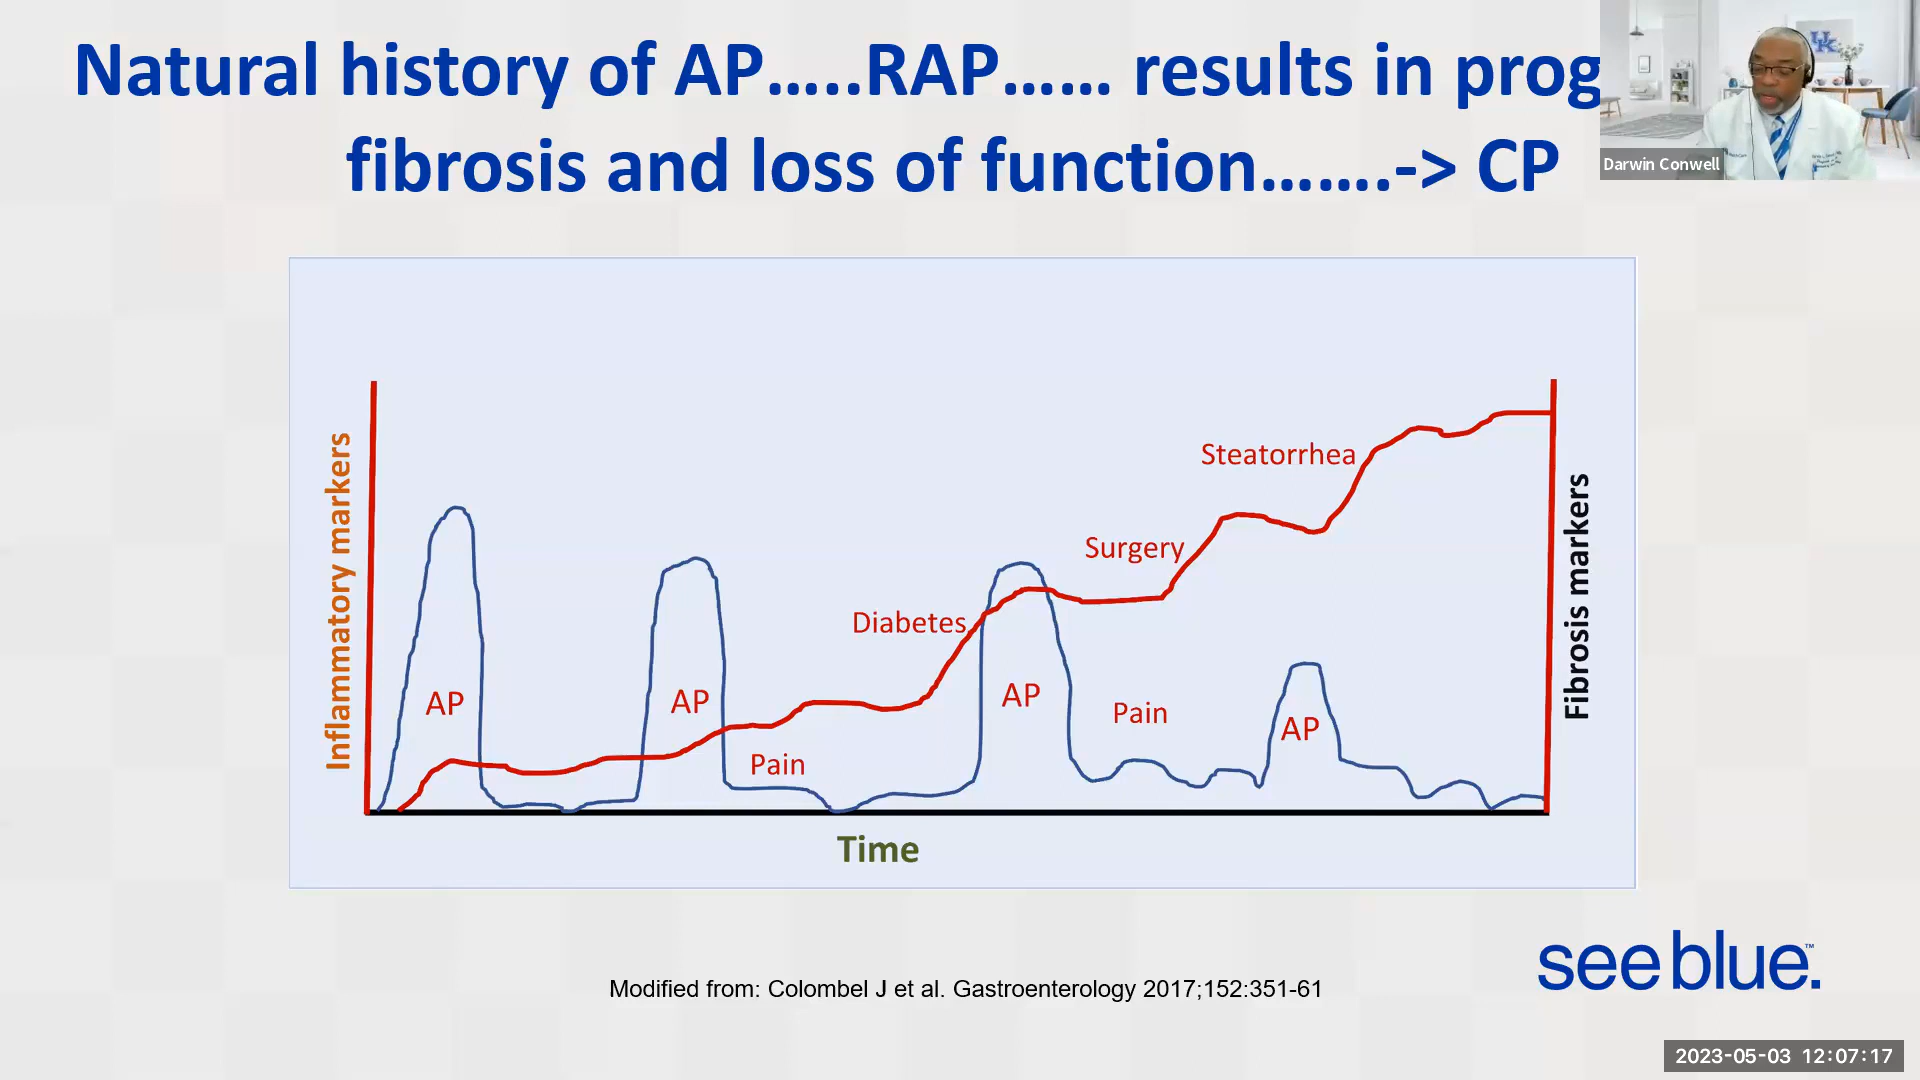 Natural history of AP…..RAP…… results in prog
fibrosis and loss of function…….-> CP
UK
Darwin Conwell
Inflammatory markers
Fibrosis markers
Steatorrhea
Surgery
Diabetes
AP
AP
AP
Pain
AP
Pain
Time
see blue.™
Modified from: Colombel J et al. Gastroenterology 2017;152:351-61
2023-05-03 12:07:17